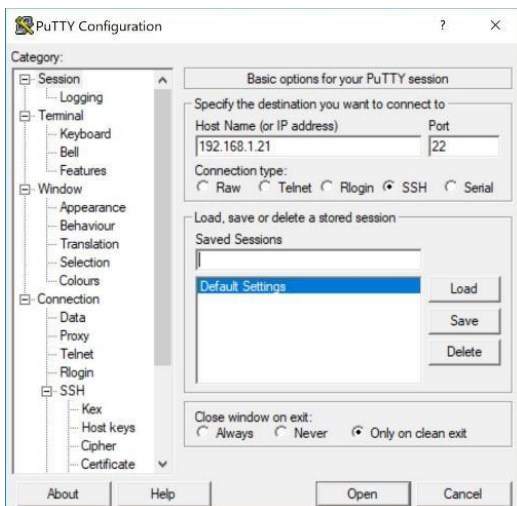 PuTTY Configuration
?
Category:
Session
Logging
Terminal
Keyboard
Bell
Features
Window
Appearance
Behaviour
Translation
Selection
Colours
Connection
Data
Proxy
Telnet
Rlogin
SSH
Kex
Host keys
Cipher
Certificate
Basic options for your PuTTY session
Specify the destination you want to connect to
Host Name (or IP address) Port
192.168.1.21 22
Connection type:
Raw Telnet Rlogin SSH Serial
Load, save or delete a stored session
Saved Sessions
Default Settings
Load
Save
Delete
Close window on exit:
Always Never Only on clean exit
About Help Open Cancel